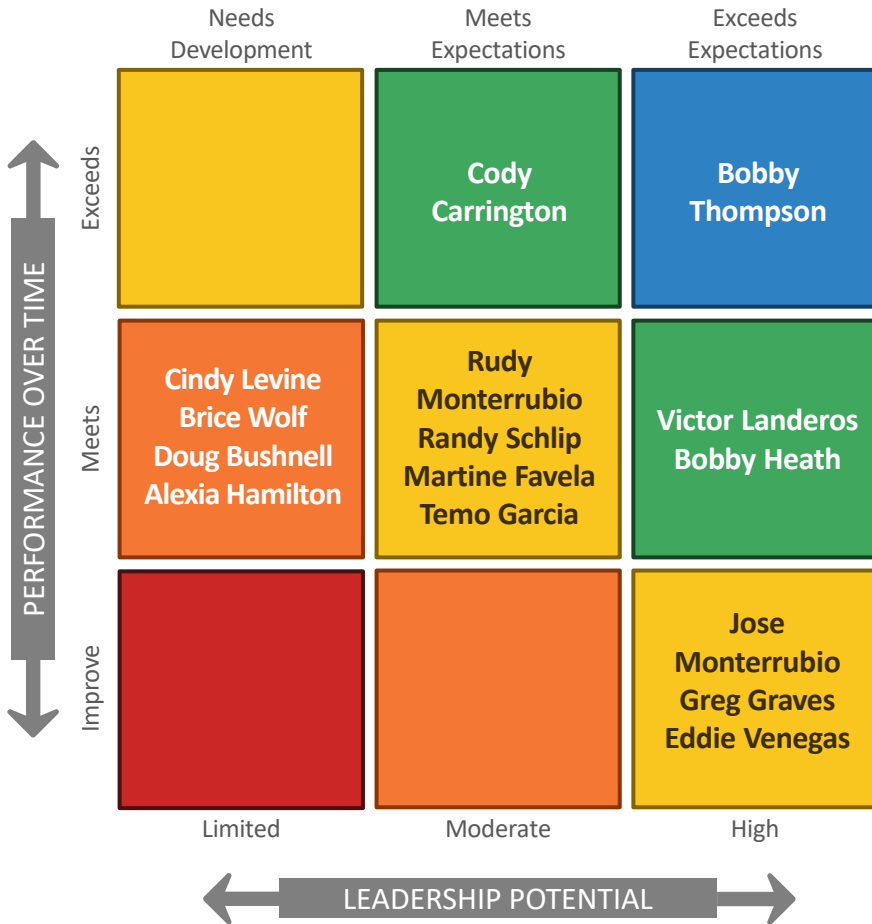 Needs
Development
Meets
Expectations
Exceeds
Expectations
PERFORMANCE OVER TIME
Exceeds
Cody
Carrington
Bobby
Thompson
Meets
Cindy Levine
Brice Wolf
Doug Bushnell
Alexia Hamilton
Rudy
Monterrubio
Randy Schlip
Martine Favela
Temo Garcia
Victor Landeros
Bobby Heath
Improve
Jose
Monterrubio
Greg Graves
Eddie Venegas
Limited
Moderate
High
LEADERSHIP POTENTIAL